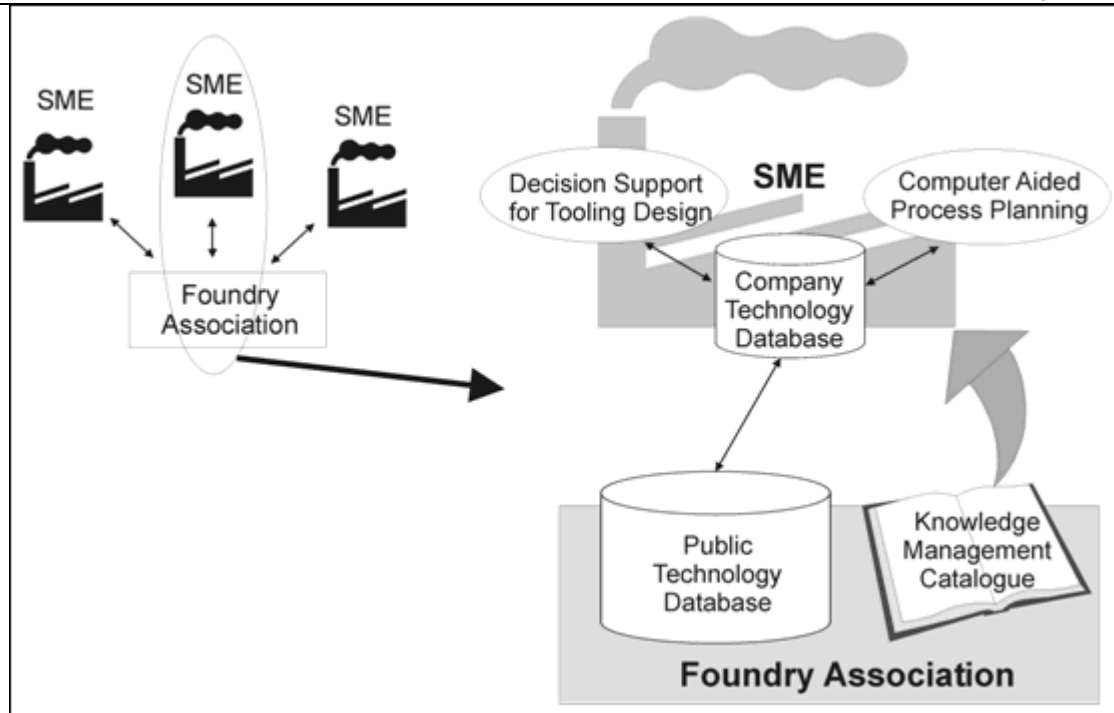 SME
SME
SME
Foundry
Association
Decision Support
for Tooling Design
SME
Computer Aided
Process Planning
Company
Technology
Database
Public
Technology
Database
Knowledge
Management
Catalogue
Foundry Association